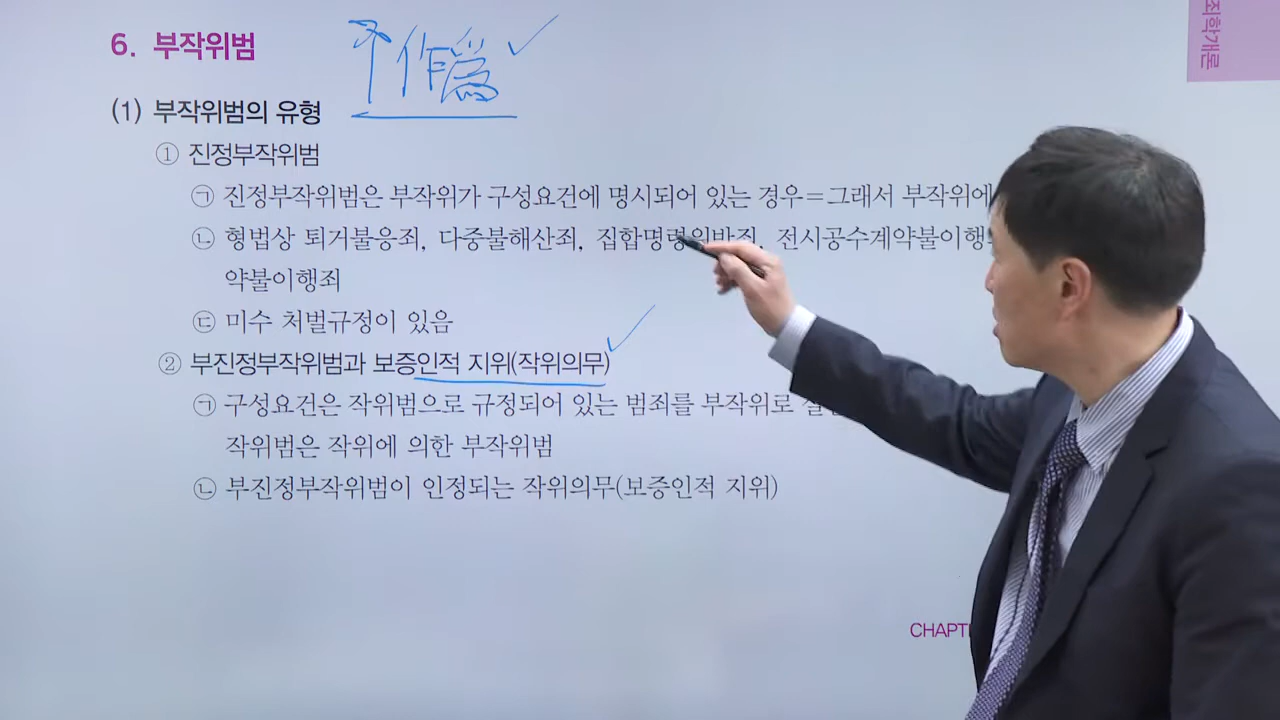 죄학개론
6. 부작위범
不作爲
(1) 부작위범의 유형
① 진정부작위범
㉠ 진정부작위범은 부작위가 구성요건에 명시되어 있는 경우=그래서 부작위에
㉡ 형법상 퇴거불응죄, 다중불해산죄, 집합명령위반죄, 전시공수계약불이행
약불이행죄
㉢ 미수 처벌규정이 있음
② 부진정부작위범과 보증인적 지위(작위의무)
㉠ 구성요건은 작위범으로 규정되어 있는 범죄를 부작위로
작위범은 작위에 의한 부작위범
㉡ 부진정부작위범이 인정되는 작위의무(보증인적 지위)
CHAPT